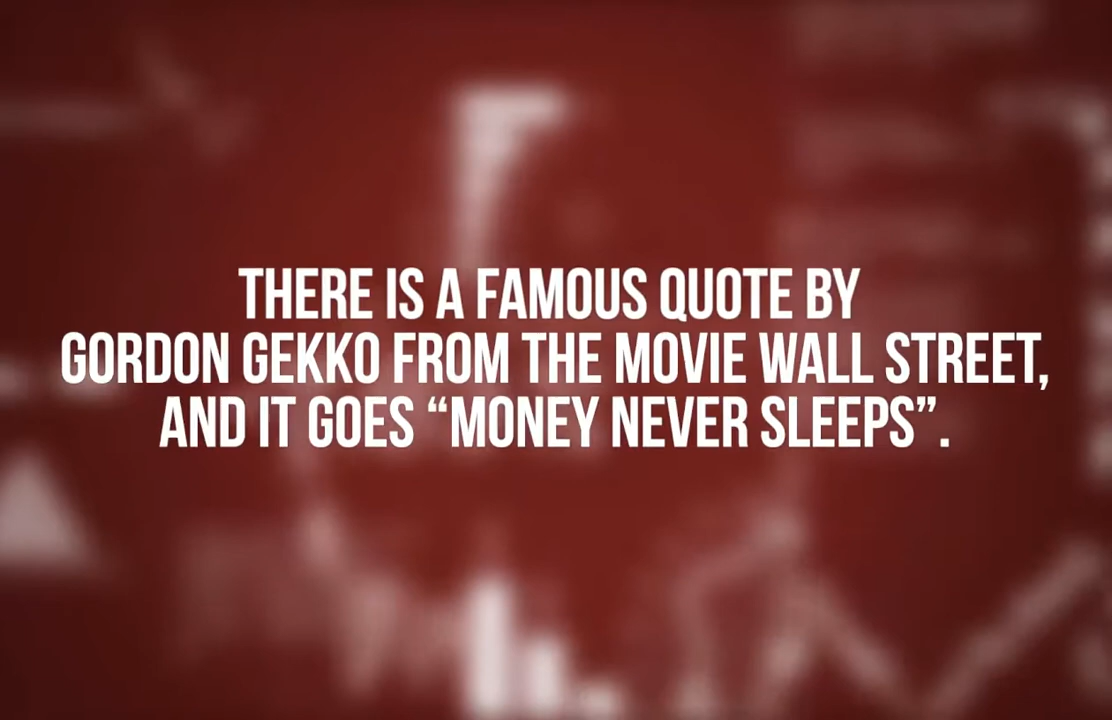 THERE IS A FAMOUS QUOTE BY
GORDON GEKKO FROM THE MOVIE WALL STREET,
AND IT GOES “MONEY NEVER SLEEPS”.